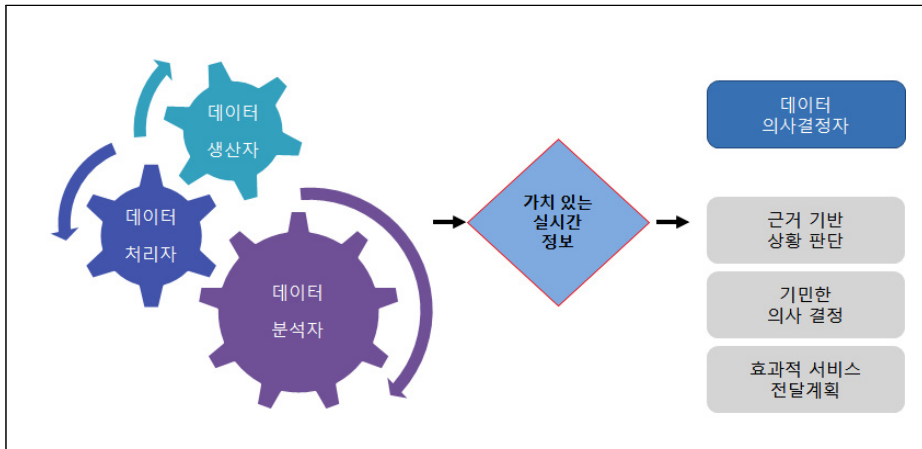 데이터
생산자
데이터
처리자
데이터
분석자
가치 있는
실시간
정보
데이터
의사결정자
근거 기반
상황 판단
기민한
의사 결정
효과적 서비스
전달계획